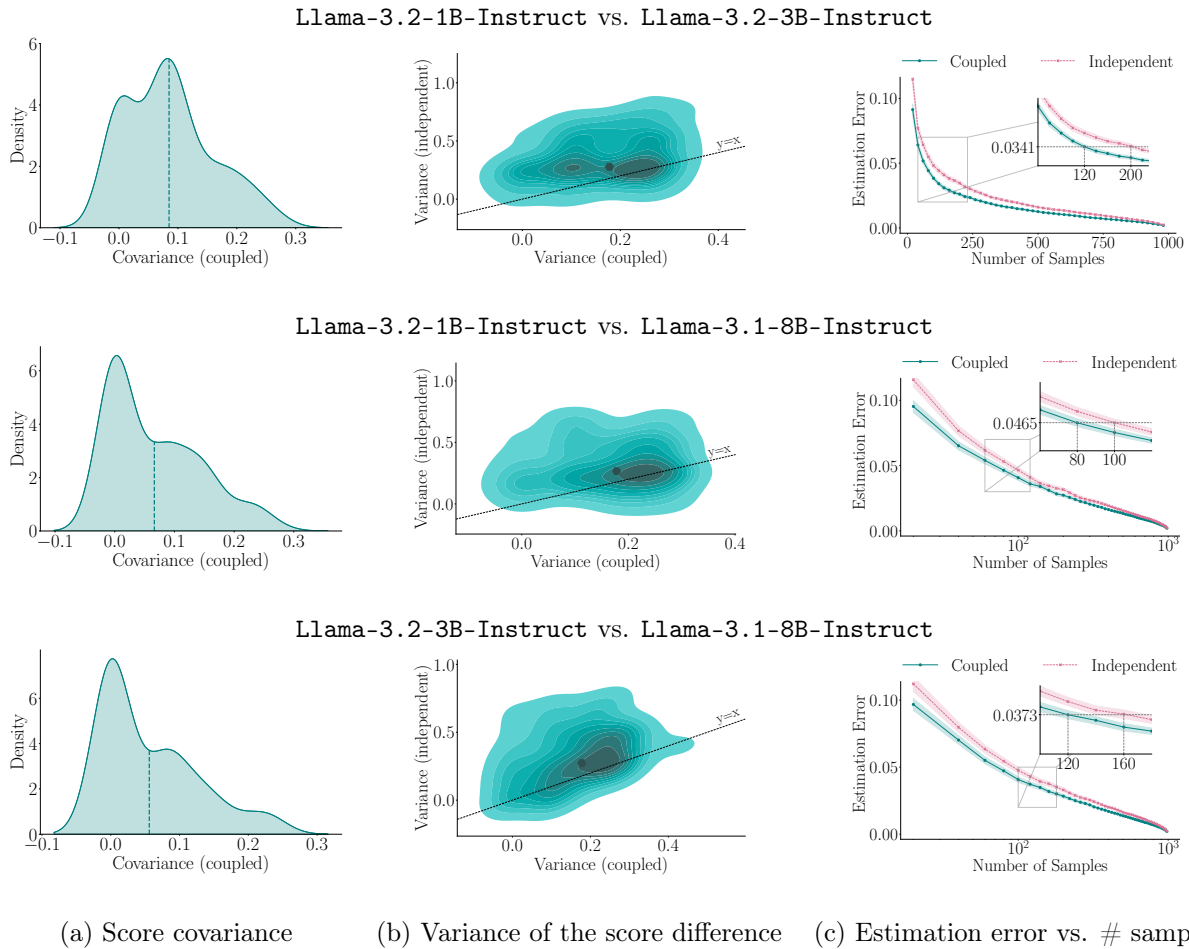 Llama-3.2-1B-Instruct vs. Llama-3.2-3B-Instruct
6
4
2
0
Density
−0.1
0.0
0.1
0.2
0.3
Covariance (coupled)
1.0
0.5
0.0
Variance (independent)
y=x
0.0
0.2
0.4
Variance (coupled)
Coupled
Independent
0.10
0.05
0.00
Estimation Error
0.0341
120
200
0
250
500
750
1000
Number of Samples
Llama-3.2-1B-Instruct vs. Llama-3.1-8B-Instruct
6
4
2
0
Density
−0.1
0.0
0.1
0.2
0.3
Covariance (coupled)
1.0
0.5
0.0
Variance (independent)
y=x
0.0
0.2
0.4
Variance (coupled)
Coupled
Independent
0.10
0.05
0.00
Estimation Error
0.0465
80
100
10²
10³
Number of Samples
Llama-3.2-3B-Instruct vs. Llama-3.1-8B-Instruct
6
4
2
0
Density
−0.1
0.0
0.1
0.2
0.3
Covariance (coupled)
1.0
0.5
0.0
Variance (independent)
y=x
0.0
0.2
0.4
Variance (coupled)
Coupled
Independent
0.10
0.05
0.00
Estimation Error
0.0373
120
160
10²
10³
Number of Samples
(a) Score covariance
(b) Variance of the score difference
(c) Estimation error vs. # samp